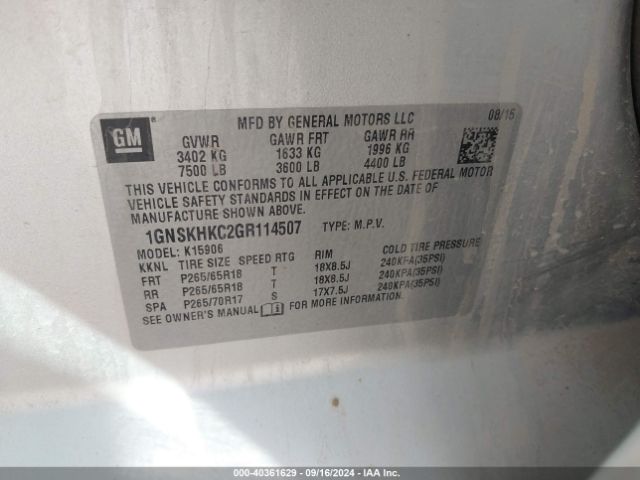 GM ®
MFD BY GENERAL MOTORS LLC 08/15
GVWR GAWR FRT GAWR RR
3402 KG 1633 KG 1996 KG
7500 LB 3600 LB 4400 LB
THIS VEHICLE CONFORMS TO ALL APPLICABLE U.S. FEDERAL MOTOR
VEHICLE SAFETY STANDARDS IN EFFECT ON THE DATE OF
MANUFACTURE SHOWN ABOVE.
1GNSKHKC2GR114507 TYPE: M.P.V.
MODEL: K15906
KKNL TIRE SIZE SPEED RTG RIM COLD TIRE PRESSURE
FRT P265/65R18 T 18X8.5J 240KPA(35PSI)
RR P265/65R18 T 18X8.5J 240KPA(35PSI)
SPA P265/70R17 S 17X7.5J 240KPA(35PSI)
SEE OWNER'S MANUAL FOR MORE INFORMATION.
000-40361629 - 09/16/2024 - IAA Inc.